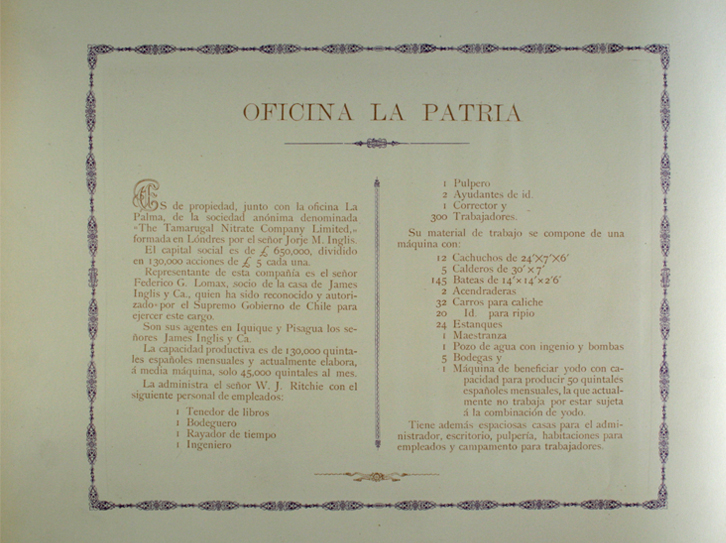 OFICINA LA PATRIA
Es de propiedad, junto con la oficina La
Palma, de la sociedad anónima denominada
«The Tamarugal Nitrate Company Limited,»
formada en Lóndres por el señor Jorje M. Inglis.
El capital social es de £ 650,000, dividido
en 130,000 acciones de £ 5 cada una.
Representante de esta compañía es el señor
Federico G. Lomax, socio de la casa de James
Inglis y Ca., quien ha sido reconocido y autori-
zado por el Supremo Gobierno de Chile para
ejercer este cargo.
Son sus agentes en Iquique y Pisagua los se-
ñores James Inglis y Ca.
La capacidad productiva es de 130,000 quinta-
les españoles mensuales y actualmente elabora,
á media máquina, solo 45,000 quintales al mes.
La administra el señor W. J. Ritchie con el
siguiente personal de empleados:
1 Tenedor de libros
1 Bodeguero
1 Rayador de tiempo
1 Ingeniero
1 Pulpero
2 Ayudantes de id.
1 Corrector y
300 Trabajadores.
Su material de trabajo se compone de una
máquina con:
12 Cachuchos de 24'×7'×6'
5 Calderos de 30'×7'
145 Bateas de 14'×14'×2'6'
2 Acendraderas
32 Carros para caliche
20 Id. para ripio
24 Estanques
1 Maestranza
1 Pozo de agua con ingenio y bombas
5 Bodegas y
1 Máquina de beneficiar yodo con ca-
pacidad para producir 50 quintales
españoles mensuales, la que actual-
mente no trabaja por estar sujeta
á la combinación de yodo.
Tiene además espaciosas casas para el admi-
nistrador, escritorio, pulpería, habitaciones para
empleados y campamento para trabajadores.